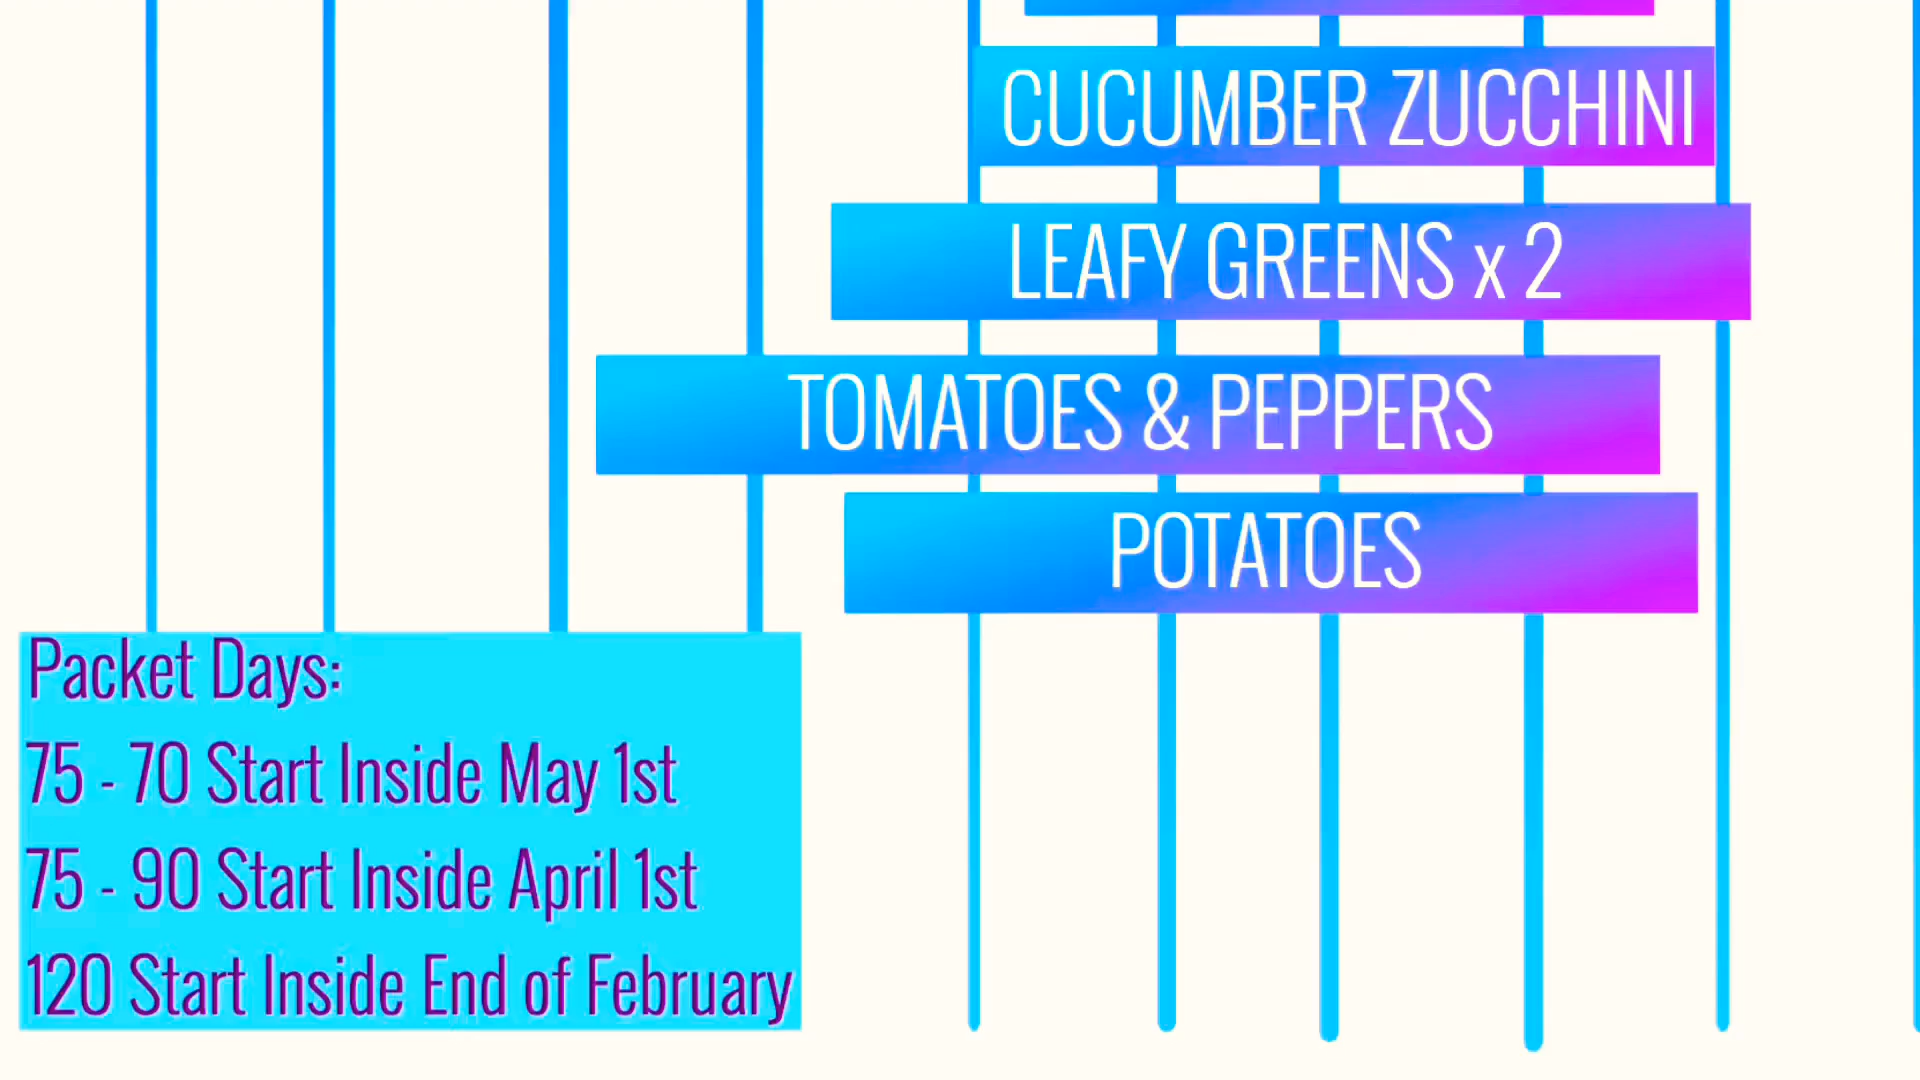 CUCUMBER ZUCCHINI
LEAFY GREENS x 2
TOMATOES & PEPPERS
POTATOES
Packet Days:
75 - 70 Start Inside May 1st
75 - 90 Start Inside April 1st
120 Start Inside End of February